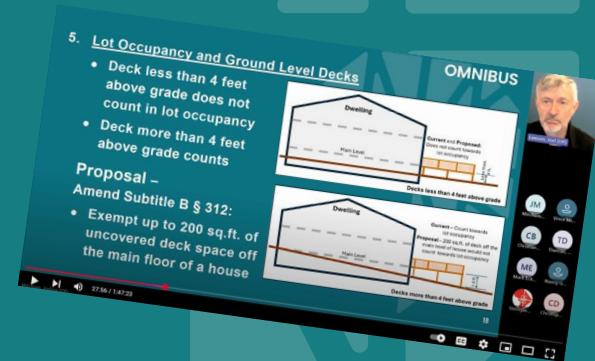 OMNIBUS
5. Lot Occupancy and Ground Level Decks
• Deck less than 4 feet
above grade does not
count in lot occupancy
• Deck more than 4 feet
above grade counts
Proposal –
Amend Subtitle B § 312:
• Exempt up to 200 sq.ft. of
uncovered deck space off
the main floor of a house
Dwelling
Main Level
Current and Proposed:
Does not count towards
lot occupancy
Decks less than 4 feet above grade
Dwelling
Main Level
Current – Count towards
lot occupancy
Proposal - 200 sq.ft. of deck off the
main level of house would not
count towards lot occupancy
Decks more than 4 feet above grade
18
JM
CB
TD
ME
CD
27:56 / 1:47:23
CC